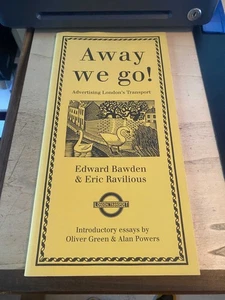 Away
we go!
Advertising London's Transport
Edward Bawden
& Eric Ravilious
LONDON TRANSPORT
Introductory essays by
Oliver Green & Alan Powers